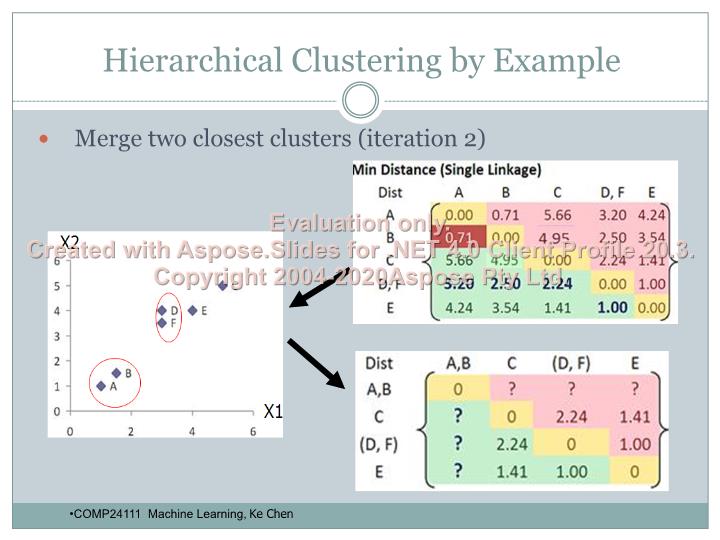 Hierarchical Clustering by Example
• Merge two closest clusters (iteration 2)
Min Distance (Single Linkage)
Dist A B C D, F E
A 0.00 0.71 5.66 3.20 4.24
B 0.71 0.00 4.95 2.50 3.54
C 5.66 4.95 0.00 2.24 1.41
D, F 3.20 2.50 2.24 0.00 1.00
E 4.24 3.54 1.41 1.00 0.00
Evaluation only.
Created with Aspose.Slides for .NET 4.0 Client Profile 20.3.
Copyright 2004-2020Aspose Pty Ltd.
X2
6
5
4 D E
3 F
2
1 B
A
0
0 2 4 6
X1
Dist A,B C (D, F) E
A,B 0 ? ? ?
C ? 0 2.24 1.41
(D, F) ? 2.24 0 1.00
E ? 1.41 1.00 0
•COMP24111 Machine Learning, Ke Chen